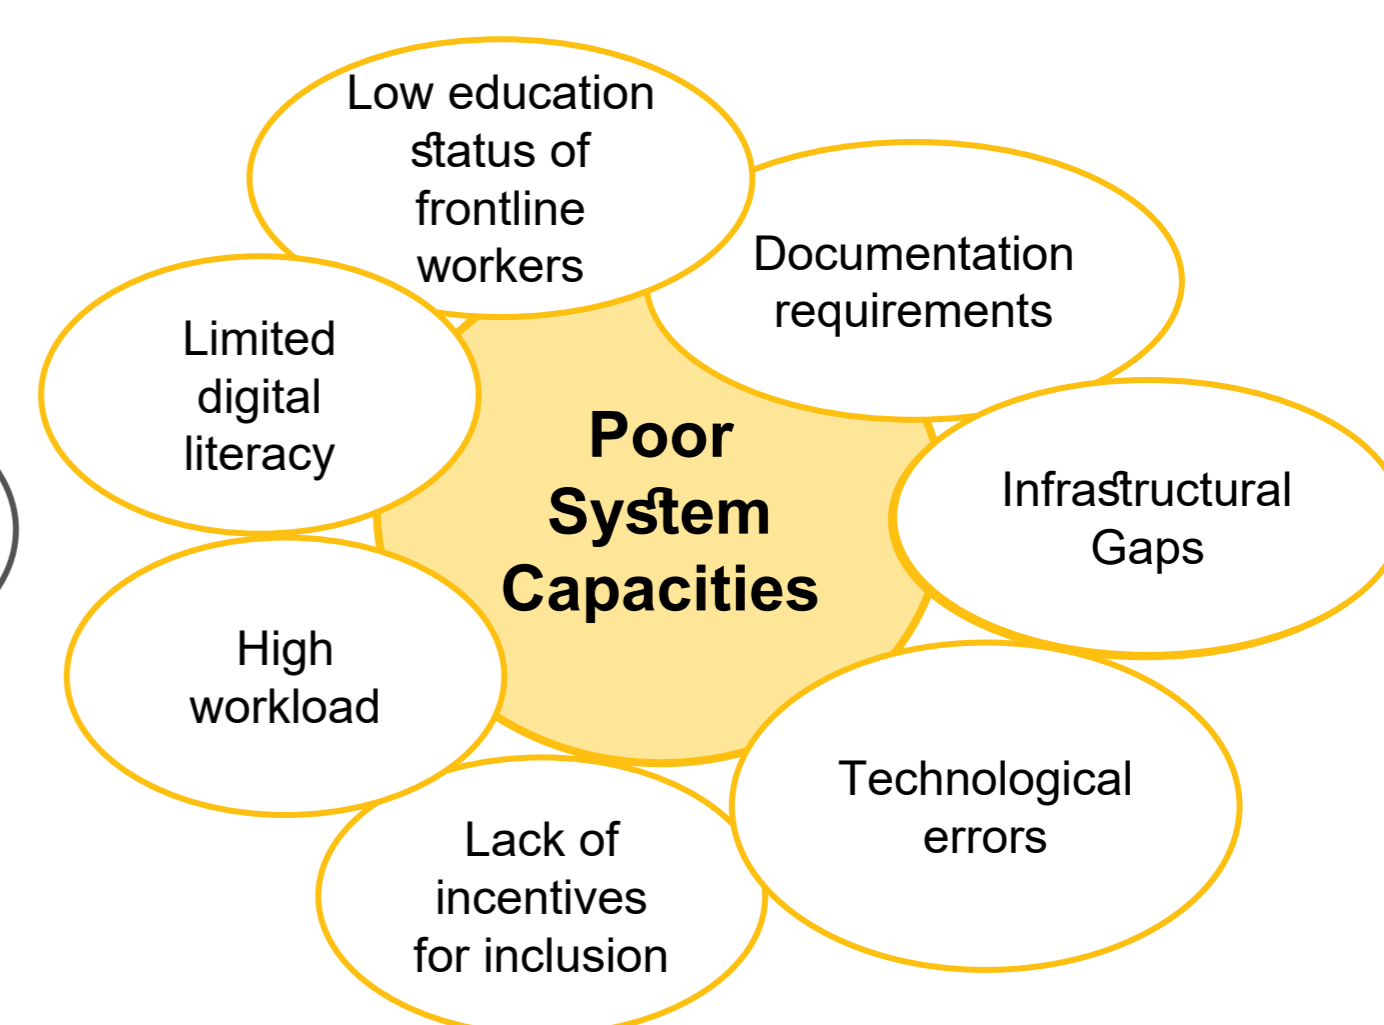 Low education
status of
frontline
workers
Documentation
requirements
Limited
digital
literacy
Poor
System
Capacities
Infrastructural
Gaps
High
workload
Technological
errors
Lack of
incentives
for inclusion